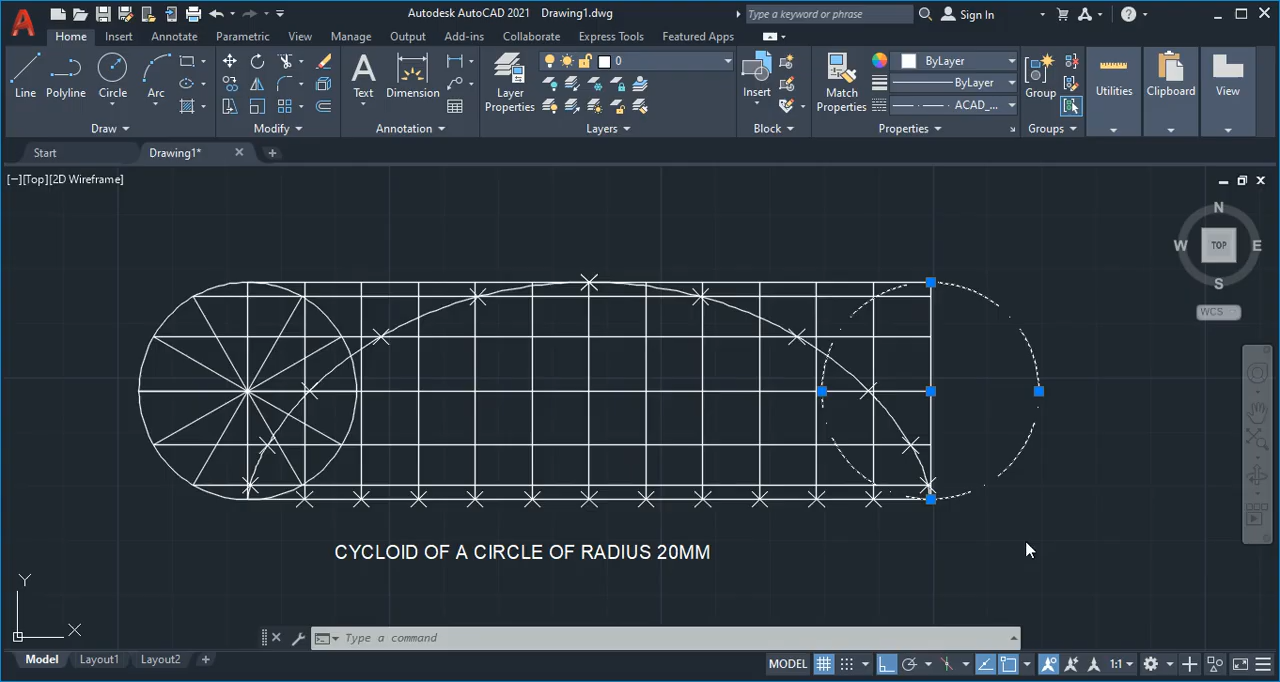 Autodesk AutoCAD 2021 Drawing1.dwg
Type a keyword or phrase
Sign In
Home Insert Annotate Parametric View Manage Output Add-ins Collaborate Express Tools Featured Apps
Line
Polyline
Circle
Arc
Draw
Modify
Text
Dimension
Annotation
Layer
Properties
0
Layers
Insert
Block
Match
Properties
ByLayer
ByLayer
ACAD_...
Properties
Group
Groups
Utilities
Clipboard
View
Start
Drawing1*
[−][Top][2D Wireframe]
N
W TOP E
S
WCS
CYCLOID OF A CIRCLE OF RADIUS 20MM
Y
X
Type a command
Model Layout1 Layout2
MODEL
1:1